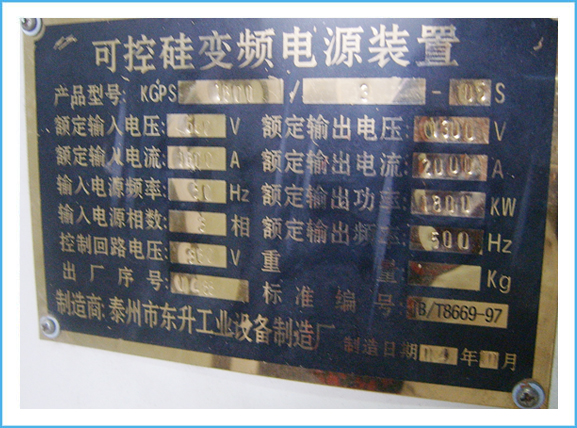 可控硅变频电源装置
产品型号: KGPS 1800 / 3 - S
额定输入电压: V 额定输出电压: V
额定输入电流: A 额定输出电流: 2000 A
输入电源频率: 50 Hz 额定输出功率: 1800 KW
输入电源相数: 相 额定输出频率: 500 Hz
控制回路电压: V 重量: Kg
出厂序号: 标准编号: B/T8669-97
制造商: 泰州市东升工业设备制造厂 制造日期 年 月